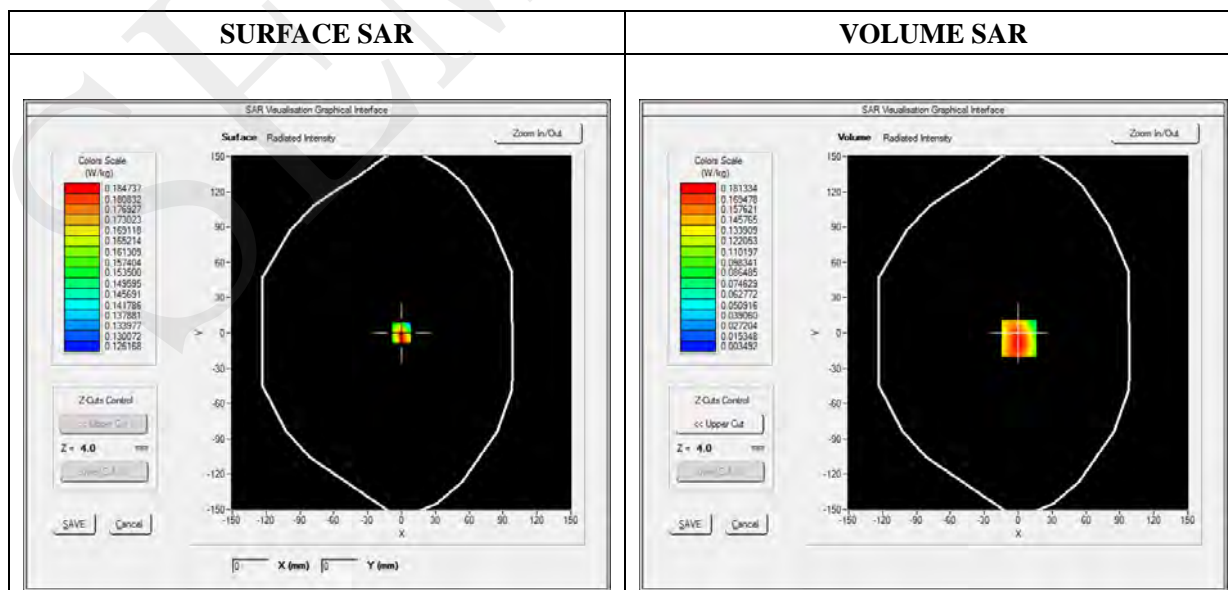 SURFACE SAR
VOLUME SAR
SAR Visualisation Graphical Interface
Surface Radiated Intensity
Zoom In/Out
Colors Scale
(W/kg)
0.184737
0.180832
0.176927
0.173023
0.169118
0.165214
0.161309
0.157404
0.153500
0.149595
0.145691
0.141786
0.137881
0.133977
0.130072
0.126168
150
120
90
60
30
0
-30
-60
-90
-120
-150
Y
-150 -120 -90 -60 -30 0 30 60 90 120 150
X
Z-Cuts Control
<< Upper Cut
Z = 4.0 mm
SAVE Cancel
0 X (mm) 0 Y (mm)
SAR Visualisation Graphical Interface
Volume Radiated Intensity
Zoom In/Out
Colors Scale
(W/kg)
0.181334
0.169478
0.157621
0.145765
0.133909
0.122053
0.110197
0.098341
0.086485
0.074629
0.062772
0.050916
0.039060
0.027204
0.015348
0.003492
150
120
90
60
30
0
-30
-60
-90
-120
-150
Y
-150 -120 -90 -60 -30 0 30 60 90 120 150
X
Z-Cuts Control
<< Upper Cut
Z = 4.0 mm
SAVE Cancel